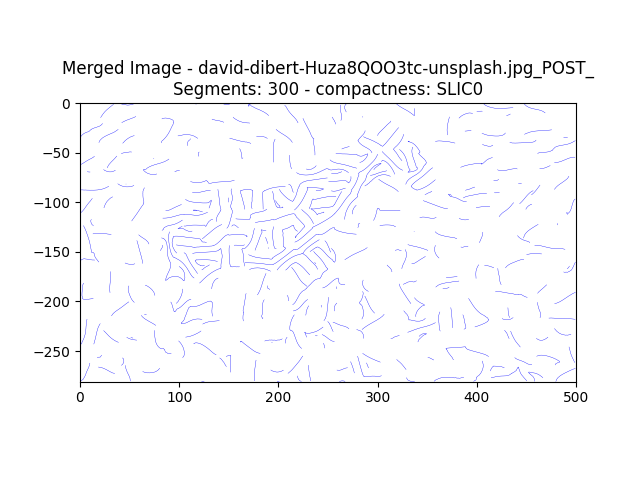 Merged Image - david-dibert-Huza8QOO3tc-unsplash.jpg_POST_
Segments: 300 - compactness: SLIC0
0
−50
−100
−150
−200
−250
0 100 200 300 400 500